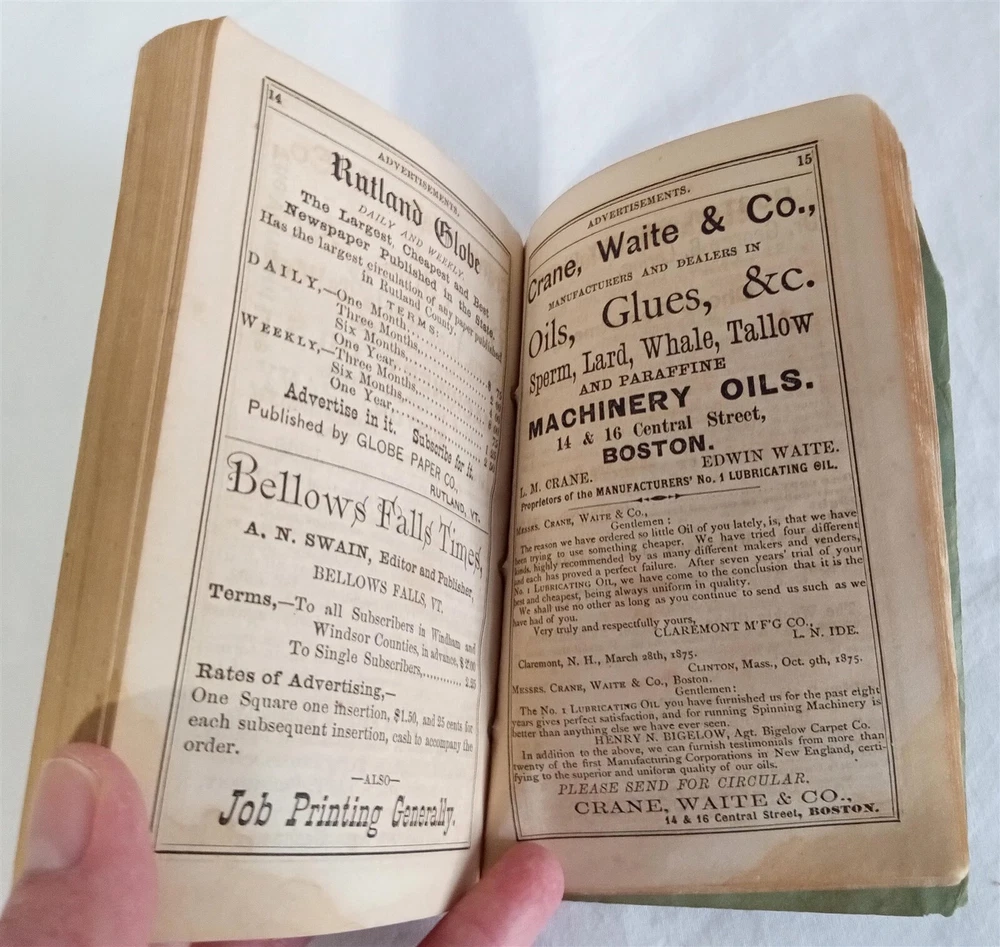 14
ADVERTISEMENTS.
Rutland Globe
DAILY AND WEEKLY.
The Largest, Cheapest and Best
Newspaper Published in the State.
Has the largest circulation of any paper published
in Rutland County.
TERMS:
DAILY,—One Month,
Three Months,
Six Months,
One Year,
WEEKLY,—Three Months,
Six Months,
One Year,
Advertise in it. Subscribe for it.
Published by GLOBE PAPER CO.,
RUTLAND, VT.
Bellows Falls Times,
A. N. SWAIN, Editor and Publisher,
BELLOWS FALLS, VT.
Terms,—To all Subscribers in Windham and
Windsor Counties, in advance, $2.00
To Single Subscribers, 2.25
Rates of Advertising,—
One Square one insertion, $1.50, and 25 cents for
each subsequent insertion, cash to accompany the
order.
—ALSO—
Job Printing Generally.
15
ADVERTISEMENTS.
Crane, Waite & Co.,
MANUFACTURERS AND DEALERS IN
Oils, Glues, &c.
Sperm, Lard, Whale, Tallow
AND PARAFFINE
MACHINERY OILS.
14 & 16 Central Street,
BOSTON.
L. M. CRANE. EDWIN WAITE.
Proprietors of the MANUFACTURERS' No. 1 LUBRICATING OIL.
MESSRS. CRANE, WAITE & Co.,
Gentlemen:
The reason we have ordered so little Oil of you lately, is, that we have
been trying to use something cheaper. We have tried four different
kinds, highly recommended by as many different makers and venders,
and each has proved a perfect failure. After seven years' trial of your
No. 1 LUBRICATING OIL, we have come to the conclusion that it is the
best and cheapest, being always uniform in quality.
We shall use no other as long as you continue to send us such as we
have had of you.
Very truly and respectfully yours,
CLAREMONT M'F'G CO.,
L. N. IDE.
Claremont, N. H., March 28th, 1875.
CLINTON, Mass., Oct. 9th, 1875.
MESSRS. CRANE, WAITE & Co., Boston.
Gentlemen:
The No. 1 LUBRICATING OIL you have furnished us for the past eight
years gives perfect satisfaction, and for running Spinning Machinery is
better than anything else we have ever seen.
HENRY N. BIGELOW, Agt. Bigelow Carpet Co.
In addition to the above, we can furnish testimonials from more than
twenty of the first Manufacturing Corporations in New England, certi-
fying to the superior and uniform quality of our oils.
PLEASE SEND FOR CIRCULAR.
CRANE, WAITE & CO.,
14 & 16 Central Street, BOSTON.